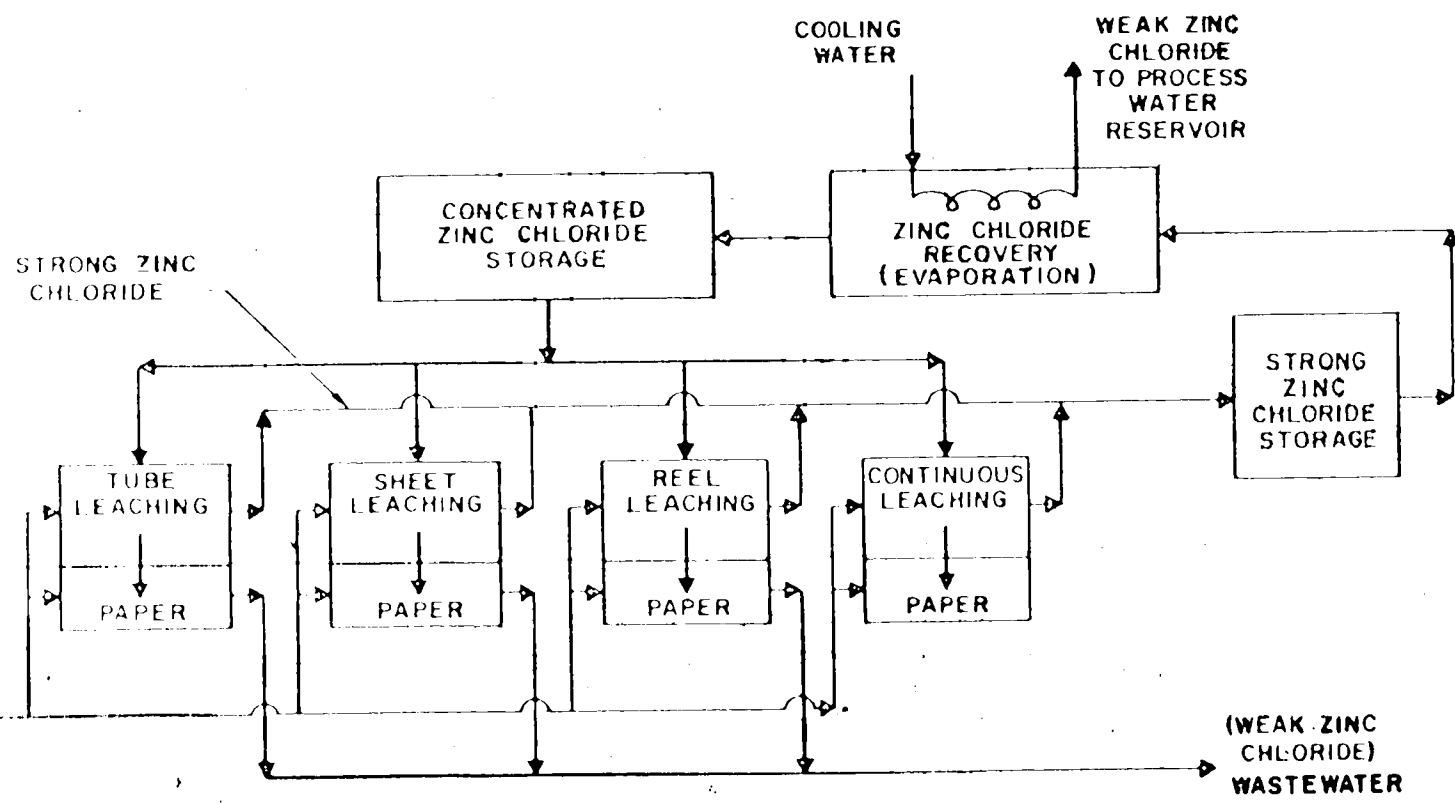 COOLING
WATER
WEAK ZINC
CHLORIDE
TO PROCESS
WATER
RESERVOIR
CONCENTRATED
ZINC CHLORIDE
STORAGE
ZINC CHLORIDE
RECOVERY
(EVAPORATION)
STRONG ZINC
CHLORIDE
STRONG
ZINC
CHLORIDE
STORAGE
TUBE
LEACHING
PAPER
SHEET
LEACHING
PAPER
REEL
LEACHING
PAPER
CONTINUOUS
LEACHING
PAPER
(WEAK ZINC
CHLORIDE)
WASTEWATER